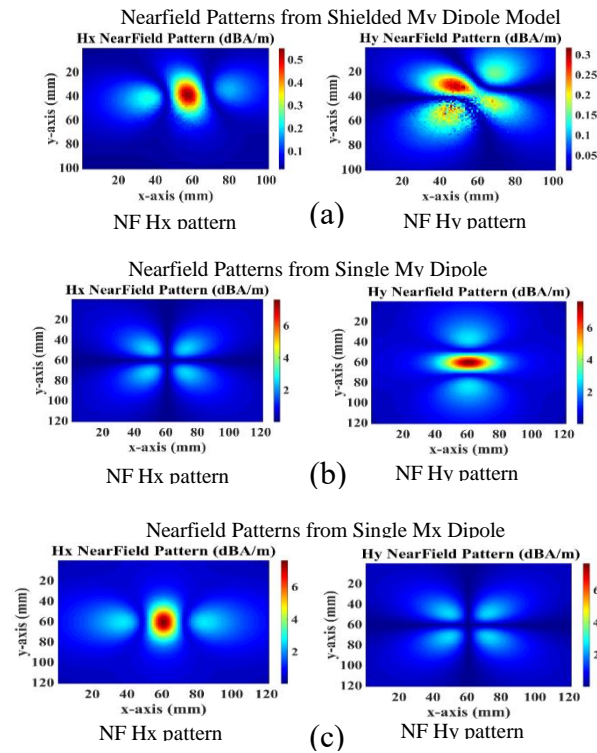 Nearfield Patterns from Shielded My Dipole Model
Hx NearField Pattern (dBA/m)
Hy NearField Pattern (dBA/m)
y-axis (mm)
20
40
60
80
100
20 40 60 80 100
x-axis (mm)
0.5
0.4
0.3
0.2
0.1
y-axis (mm)
20
40
60
80
100
20 40 60 80 100
x-axis (mm)
0.3
0.25
0.2
0.15
0.1
0.05
NF Hx pattern
(a)
NF Hy pattern
Nearfield Patterns from Single My Dipole
Hx NearField Pattern (dBA/m)
Hy Nearfield Pattern (dBA/m)
y-axis (mm)
20
40
60
80
100
120
20 40 60 80 100 120
x-axis (mm)
6
4
2
y-axis (mm)
20
40
60
80
100
120
20 40 60 80 100 120
x-axis (mm)
6
4
2
NF Hx pattern
(b)
NF Hy pattern
Nearfield Patterns from Single Mx Dipole
Hx NearField Pattern (dBA/m)
Hy NearField Pattern (dBA/m)
y-axis (mm)
20
40
60
80
100
120
20 40 60 80 100 120
x-axis (mm)
6
4
2
y-axis (mm)
20
40
60
80
100
120
20 40 60 80 100 120
x-axis (mm)
6
4
2
NF Hx pattern
(c)
NF Hy pattern